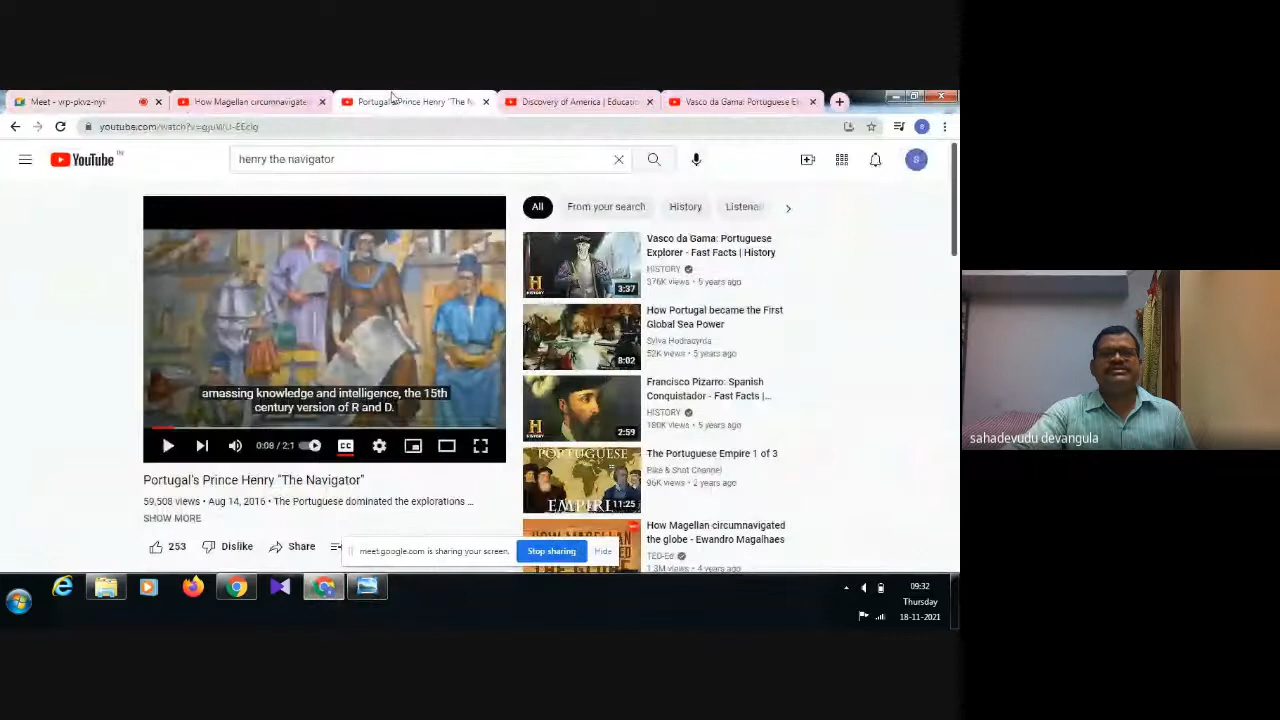 Meet - vrp-pkvz-nyi
How Magellan circumnavigate
Portugal's Prince Henry "The N
Discovery of America | Educatio
Vasco da Gama: Portuguese E
henry the navigator
YouTube
IN
All
From your search
History
Listenab
S
amassing knowledge and intelligence, the 15th
century version of R and D.
0:08 / 2:1
CC
Portugal's Prince Henry "The Navigator"
59,508 views • Aug 14, 2016 • The Portuguese dominated the explorations ...
SHOW MORE
253
Dislike
Share
H
HISTORY
3:37
Vasco da Gama: Portuguese
Explorer - Fast Facts | History
HISTORY
376K views • 5 years ago
8:02
How Portugal became the First
Global Sea Power
52K views • 5 years ago
H
HISTORY
2:59
Francisco Pizarro: Spanish
Conquistador - Fast Facts |...
HISTORY
180K views • 5 years ago
PORTUGUESE
EMPIRE
11:25
The Portuguese Empire 1 of 3
Pike & Shot Channel
96K views • 2 years ago
How Magellan circumnavigated
the globe - Ewandro Magalhaes
TED-Ed
1.3M views • 4 years ago
meet.google.com is sharing your screen.
Stop sharing
Hide
09:32
Thursday
18-11-2021
sahadevudu devangula